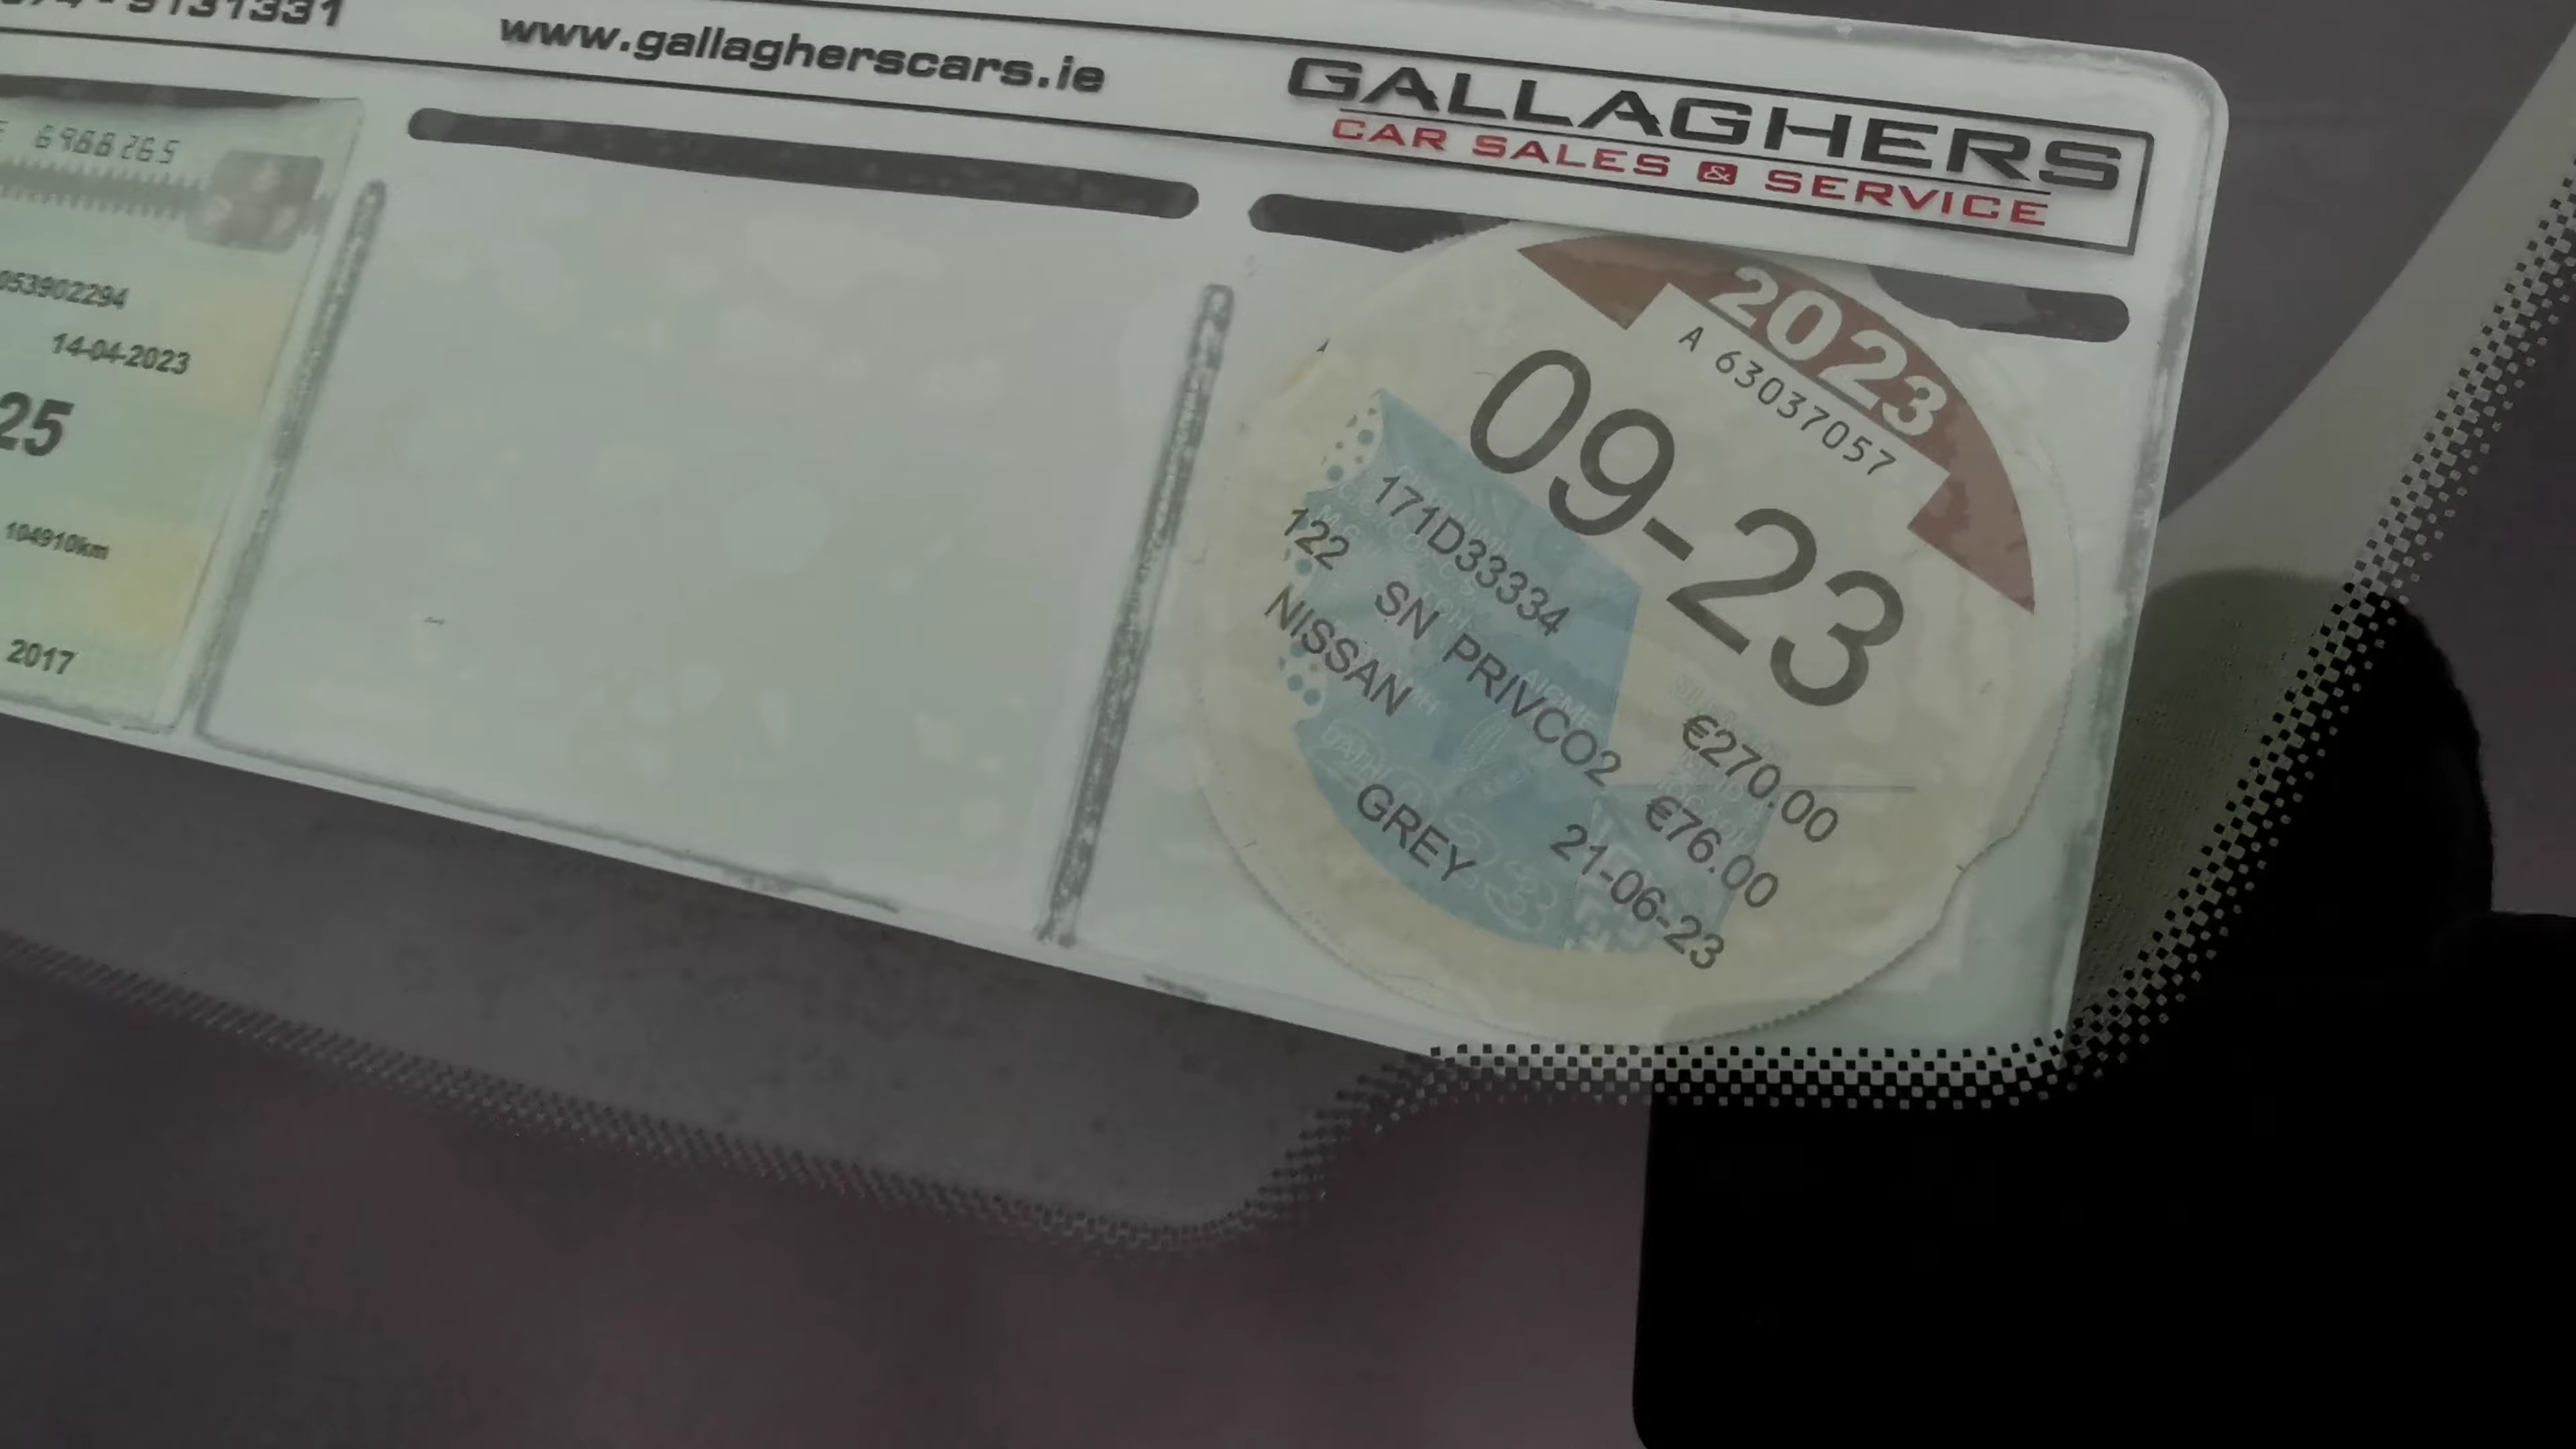 9131331
www.gallagherscars.ie
GALLAGHERS
CAR SALES & SERVICE
6988265
053902294
14-04-2023
25
104910km
2017
2023
A 63037057
09-23
171D33334
122 SN PRIVCO2 €270.00
NISSAN €76.00
GREY 21-06-23